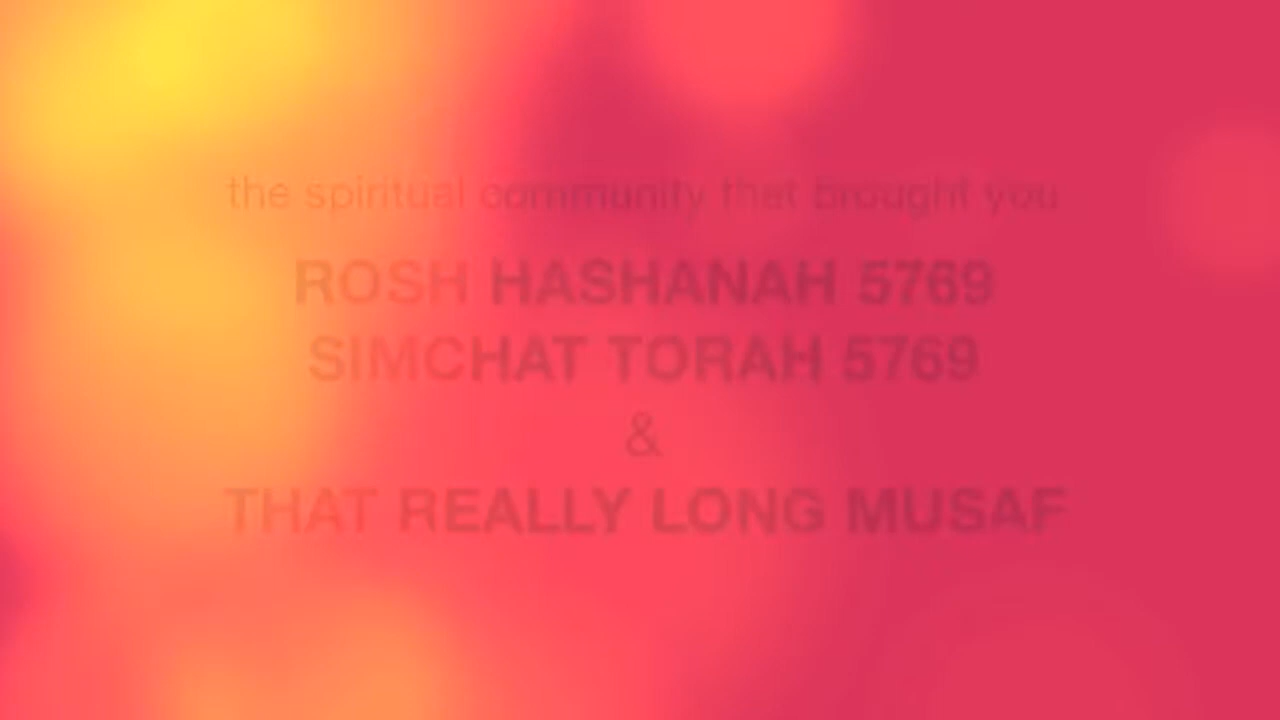 the spiritual community that brought you
ROSH HASHANAH 5769
SIMCHAT TORAH 5769
&
THAT REALLY LONG MUSAF